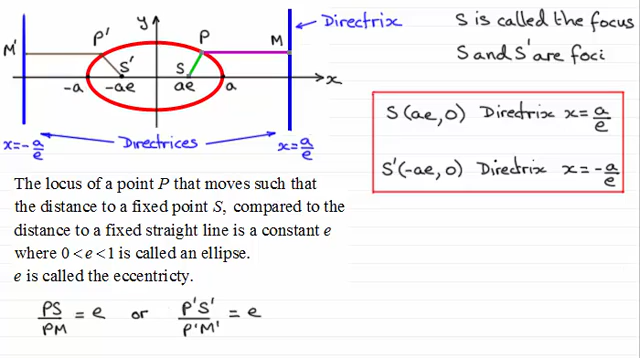 y
Directrix
S is called the focus
M'
P'
P
M
S and S' are foci
S'
S
-a
-ae
ae
a
x
x=-a/e
Directrices
x=a/e
S(ae,0) Directrix x=a/e
S'(-ae,0) Directrix x=-a/e
The locus of a point P that moves such that
the distance to a fixed point S, compared to the
distance to a fixed straight line is a constant e
where 0<e<1 is called an ellipse.
e is called the eccentricty.
PS/PM = e or P'S'/P'M' = e